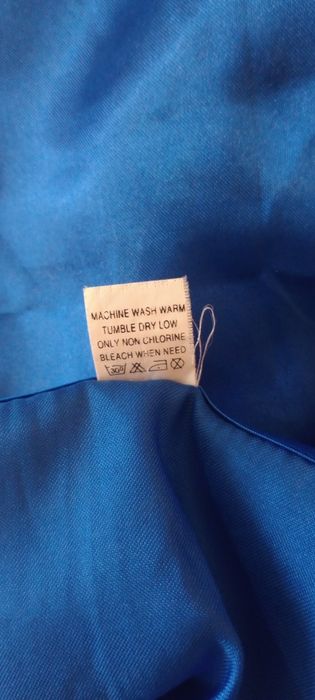 MACHINE WASH WARM
TUMBLE DRY LOW
ONLY NON CHLORINE
BLEACH WHEN NEED